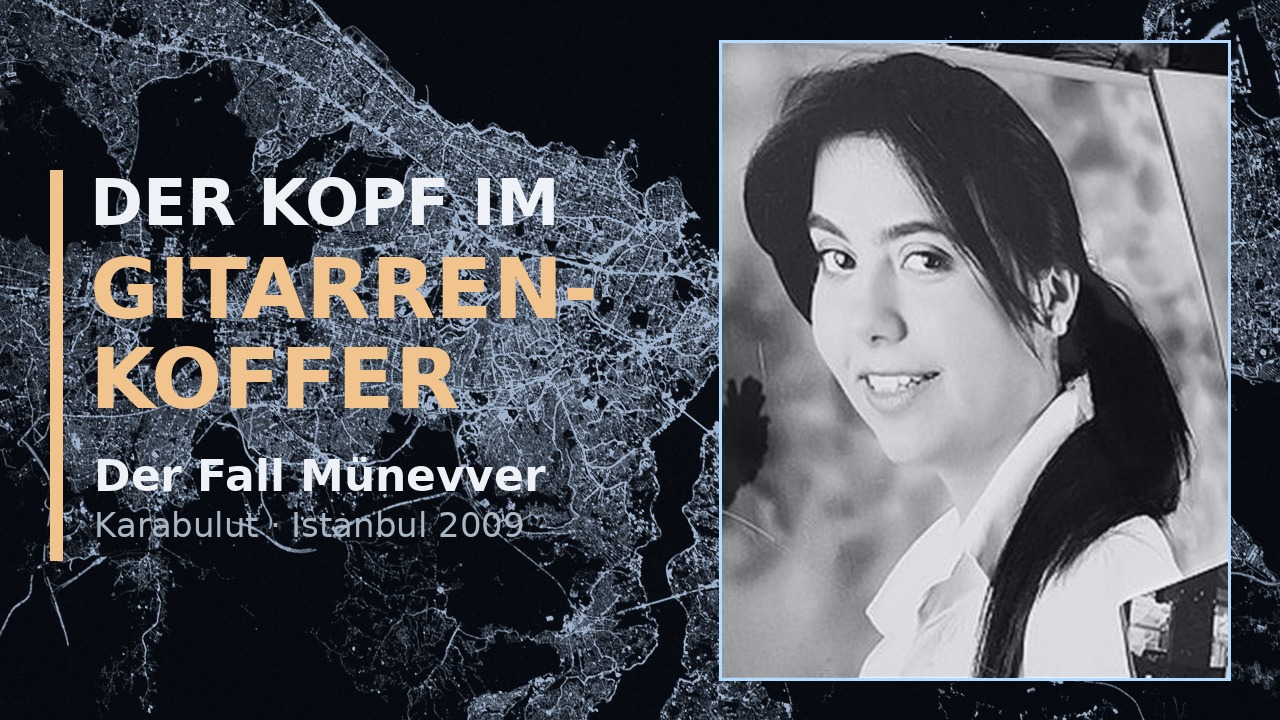 DER KOPF IM
GITARREN-
KOFFER
Der Fall Münevver
Karabulut · Istanbul 2009